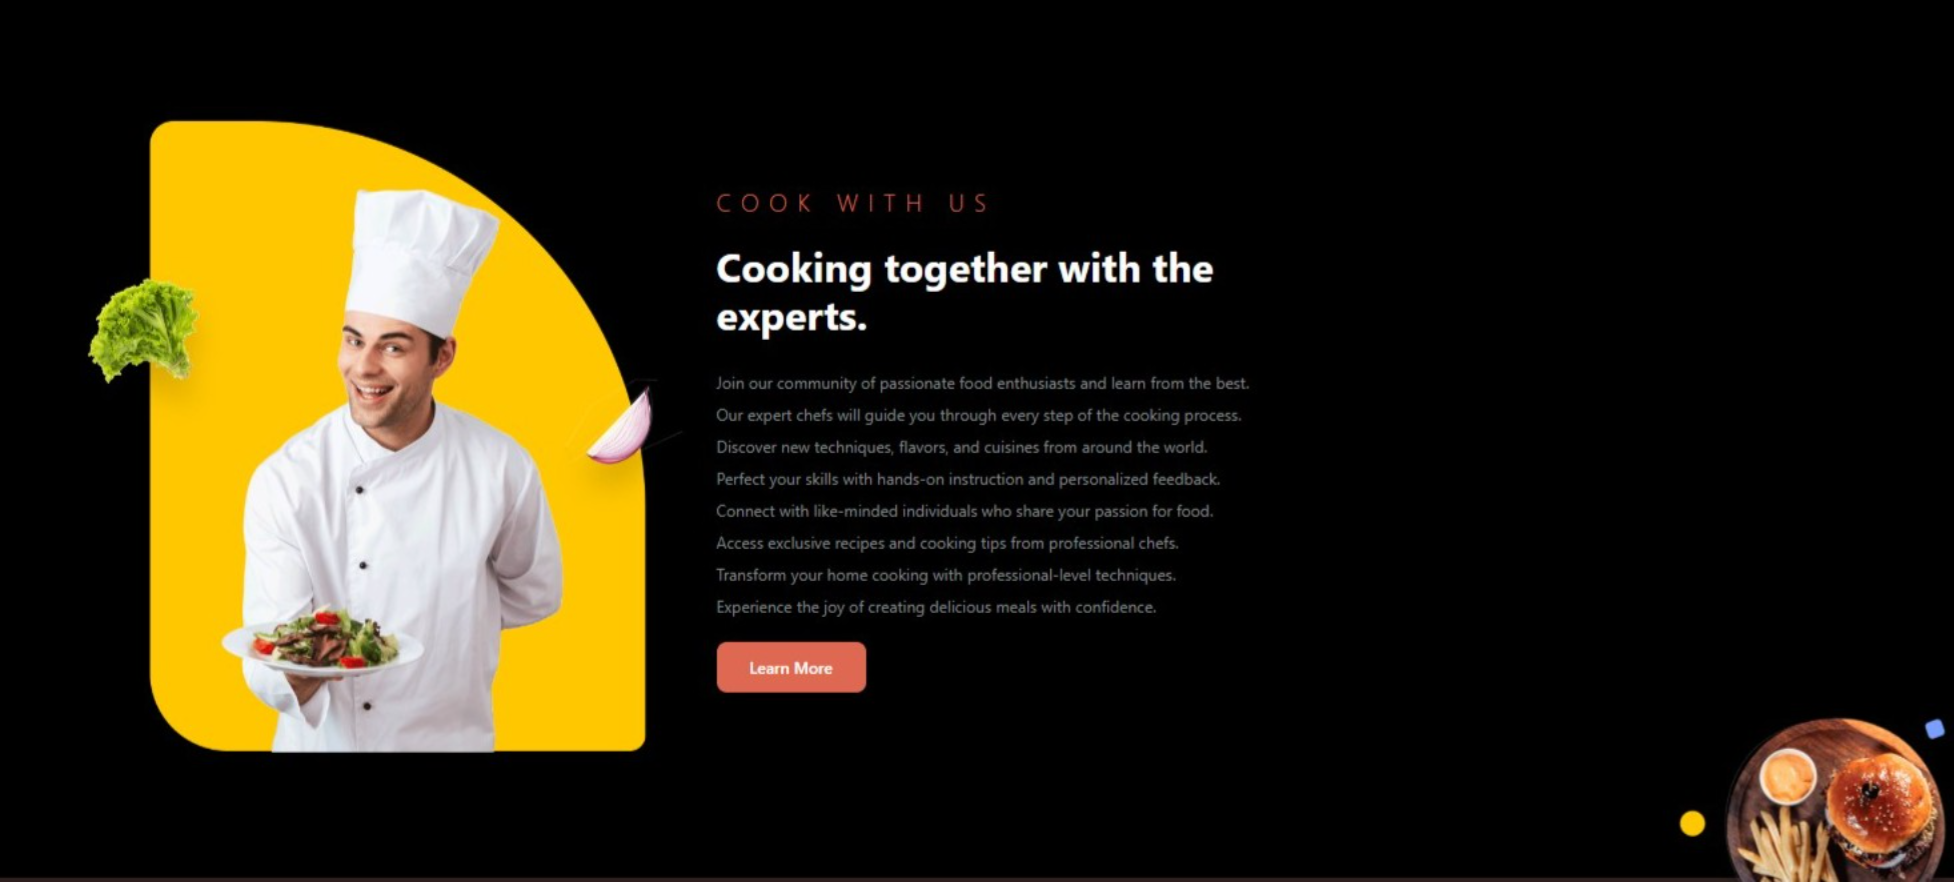 COOK WITH US
Cooking together with the
experts.
Join our community of passionate food enthusiasts and learn from the best.
Our expert chefs will guide you through every step of the cooking process.
Discover new techniques, flavors, and cuisines from around the world.
Perfect your skills with hands-on instruction and personalized feedback.
Connect with like-minded individuals who share your passion for food.
Access exclusive recipes and cooking tips from professional chefs.
Transform your home cooking with professional-level techniques.
Experience the joy of creating delicious meals with confidence.
Learn More